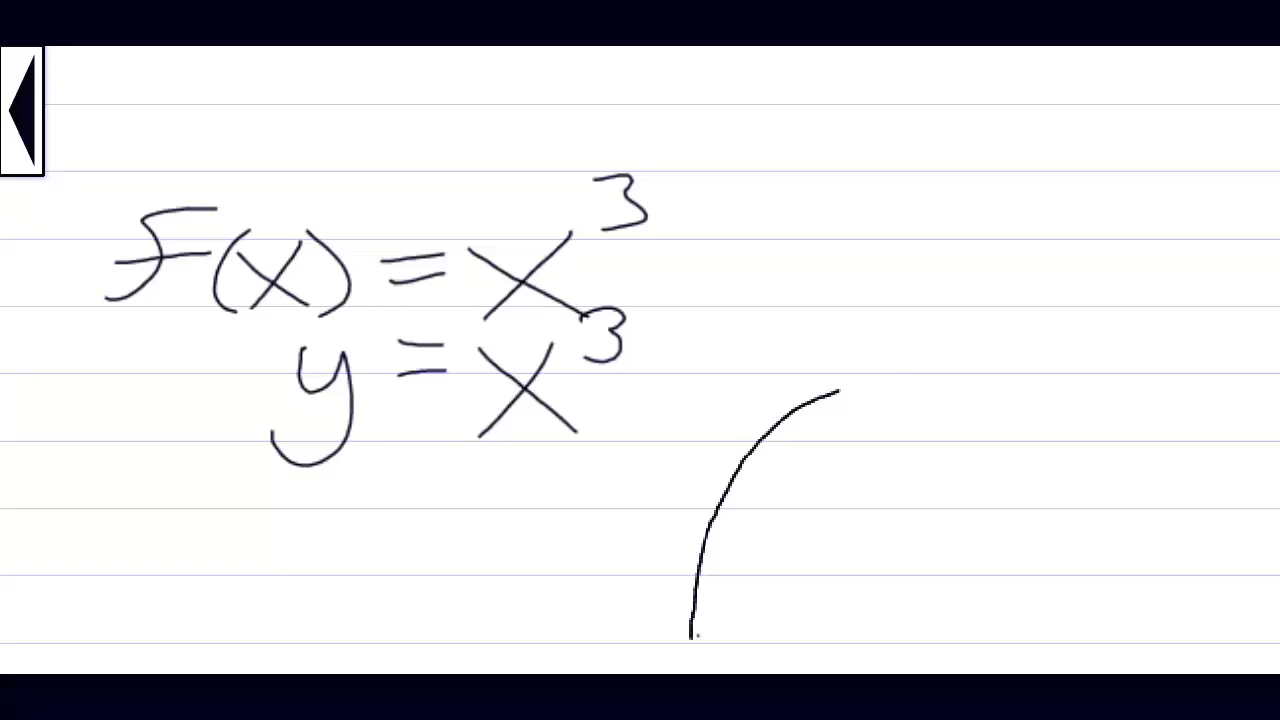 f(x) = x³
y = x³